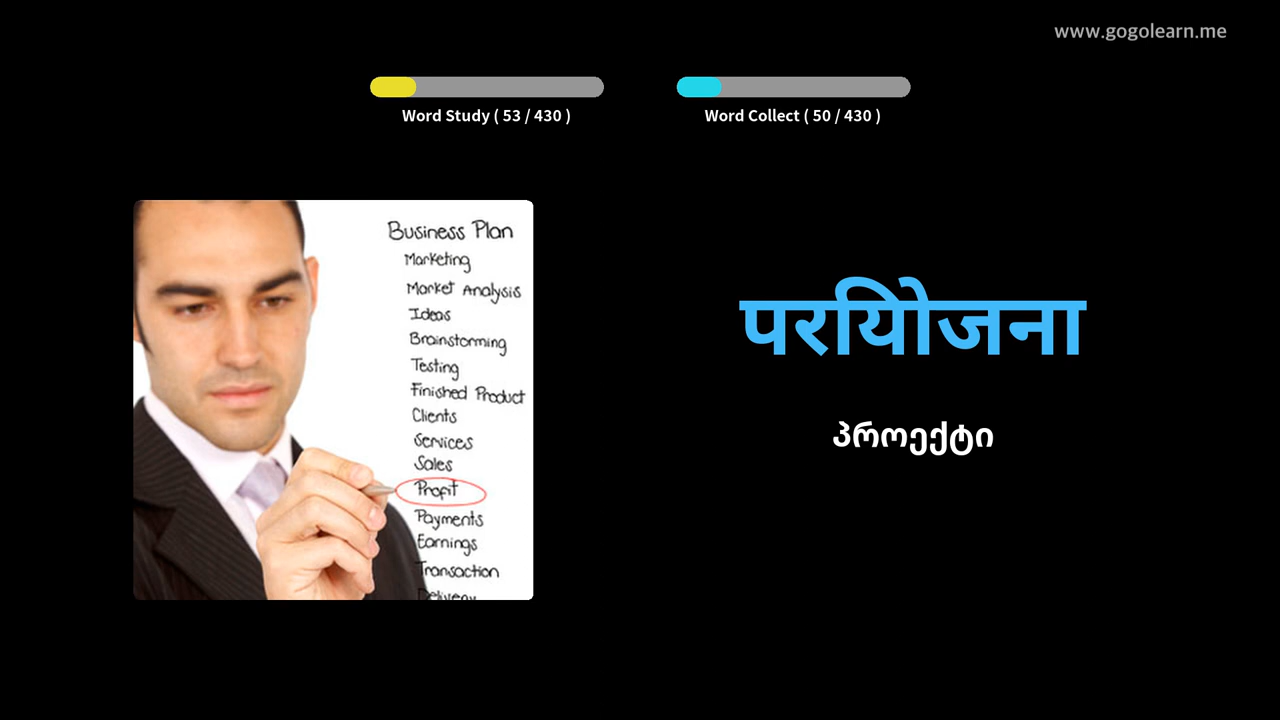 www.gogolearn.me
Word Study ( 53 / 430 )
Word Collect ( 50 / 430 )
Business Plan
Marketing
Market Analysis
Ideas
Brainstorming
Testing
Finished Product
Clients
Services
Sales
Profit
Payments
Earnings
Transaction
Delivery
परियोजना
პროექტი